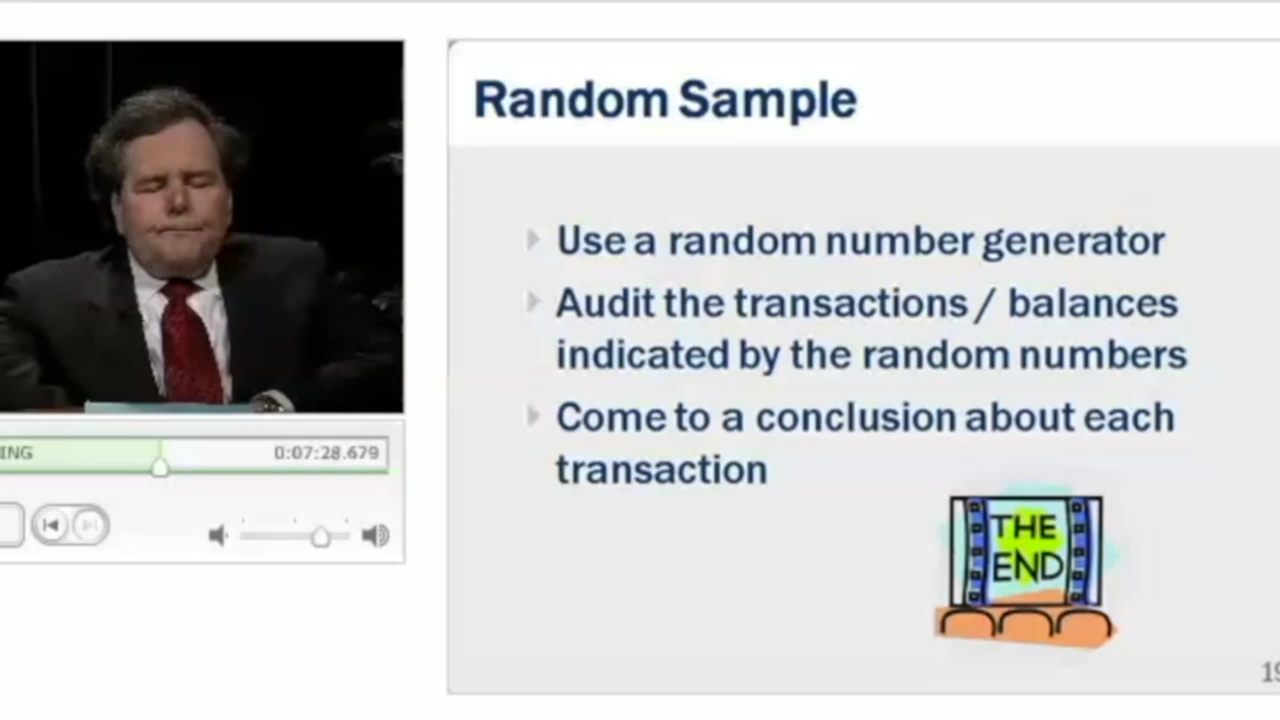 Random Sample
Use a random number generator
Audit the transactions / balances
indicated by the random numbers
Come to a conclusion about each
transaction
THE
END
ING
0:07:28.679
19